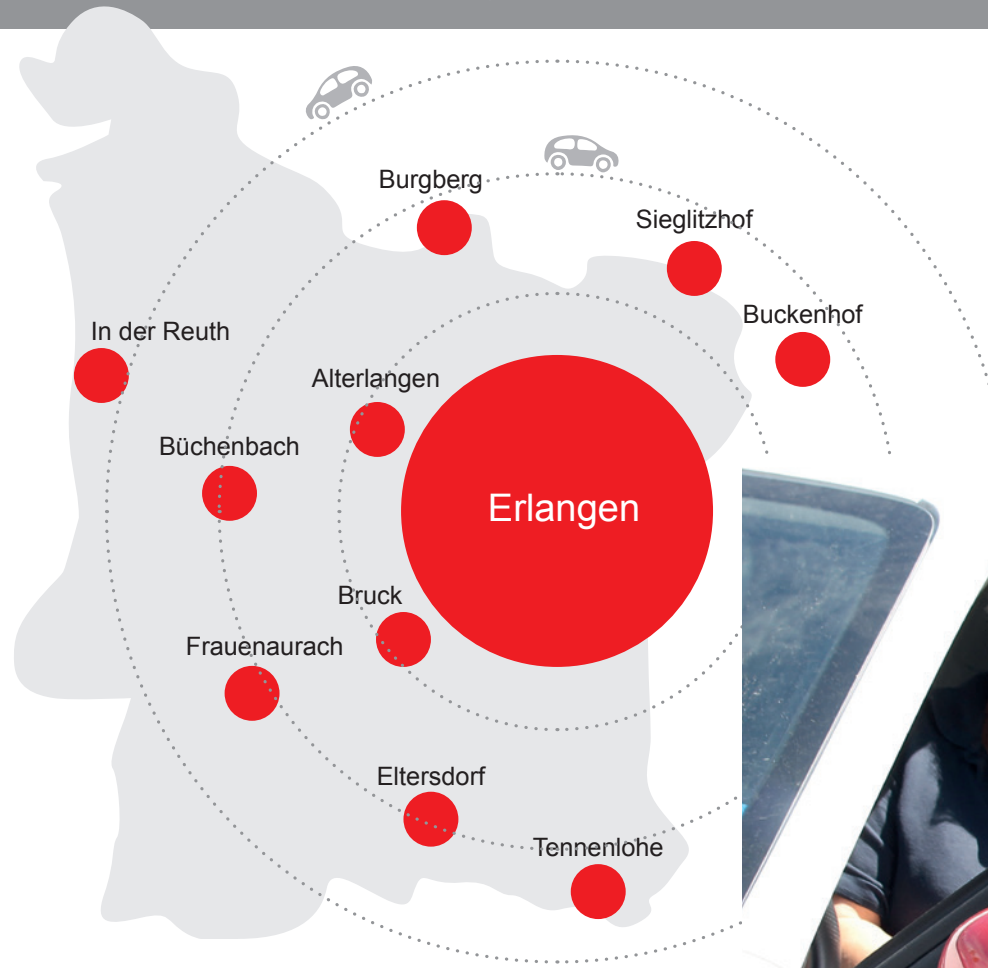 Burgberg
Sieglitzhof
Buckenhof
In der Reuth
Alterlangen
Büchenbach
Erlangen
Bruck
Frauenaurach
Eltersdorf
Tennenlohe